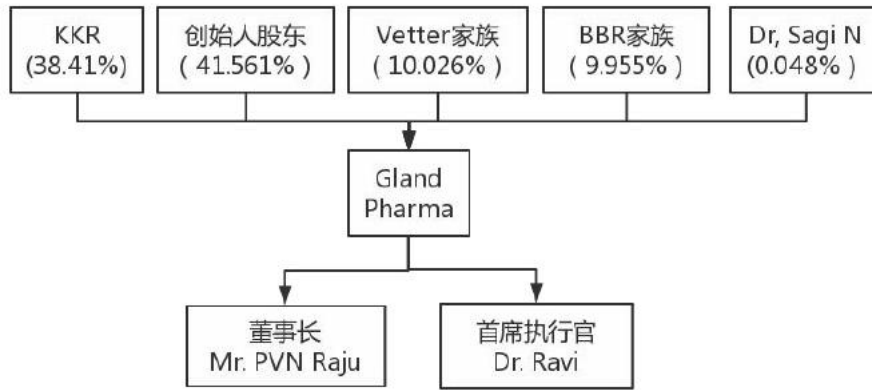 KKR
(38.41%)
创始人股东
( 41.561% )
Vetter家族
( 10.026% )
BBR家族
( 9.955% )
Dr, Sagi N
(0.048% )
Gland
Pharma
董事长
Mr. PVN Raju
首席执行官
Dr. Ravi